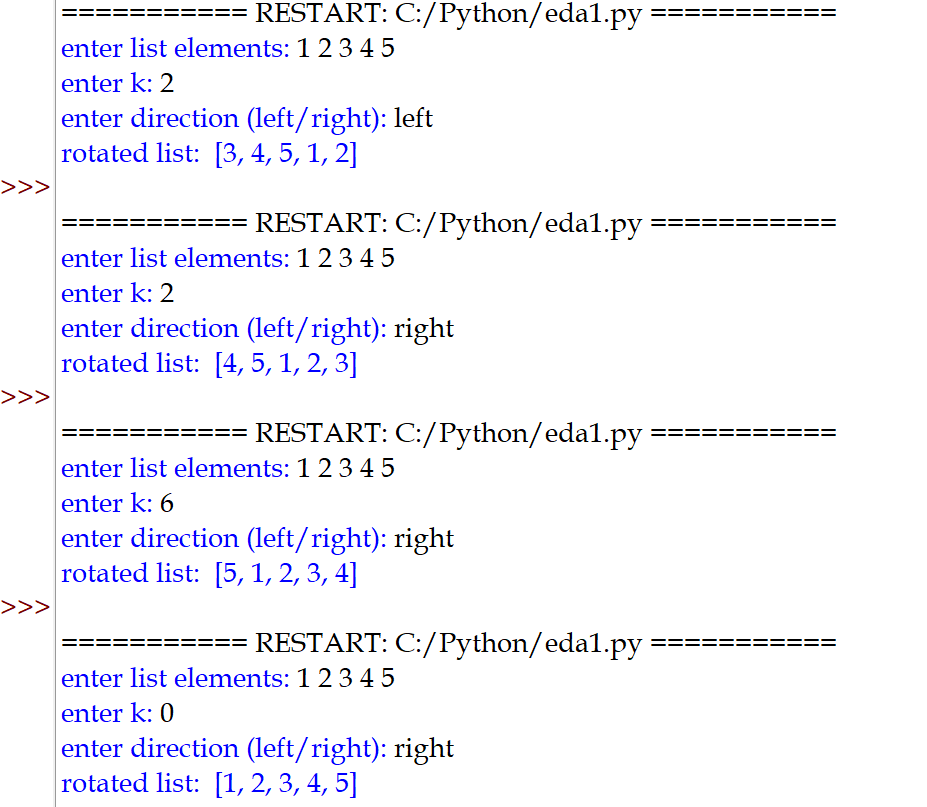 =========== RESTART: C:/Python/eda1.py ===========
enter list elements: 1 2 3 4 5
enter k: 2
enter direction (left/right): left
rotated list:  [3, 4, 5, 1, 2]
>>>
=========== RESTART: C:/Python/eda1.py ===========
enter list elements: 1 2 3 4 5
enter k: 2
enter direction (left/right): right
rotated list:  [4, 5, 1, 2, 3]
>>>
=========== RESTART: C:/Python/eda1.py ===========
enter list elements: 1 2 3 4 5
enter k: 6
enter direction (left/right): right
rotated list:  [5, 1, 2, 3, 4]
>>>
=========== RESTART: C:/Python/eda1.py ===========
enter list elements: 1 2 3 4 5
enter k: 0
enter direction (left/right): right
rotated list:  [1, 2, 3, 4, 5]